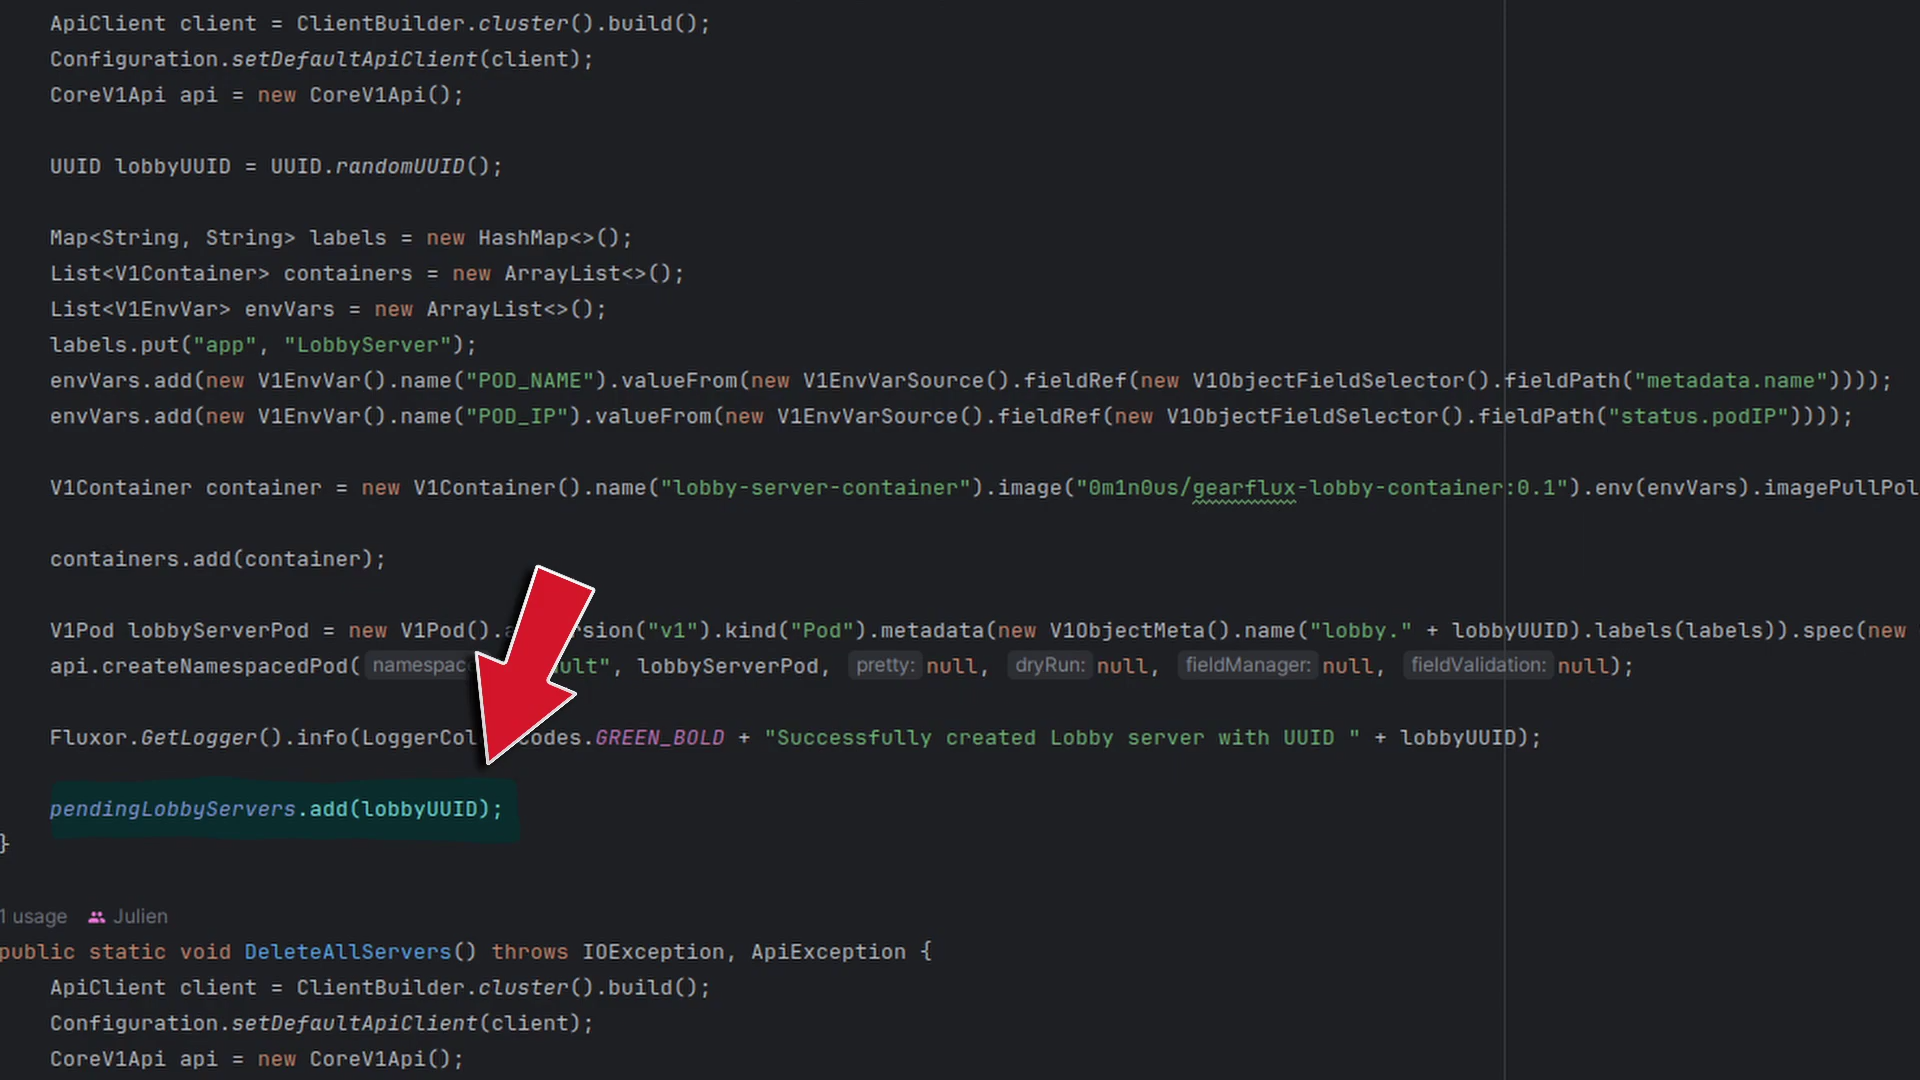 ApiClient client = ClientBuilder.cluster().build();
Configuration.setDefaultApiClient(client);
CoreV1Api api = new CoreV1Api();
UUID lobbyUUID = UUID.randomUUID();
Map<String, String> labels = new HashMap<>();
List<V1Container> containers = new ArrayList<>();
List<V1EnvVar> envVars = new ArrayList<>();
labels.put("app", "LobbyServer");
envVars.add(new V1EnvVar().name("POD_NAME").valueFrom(new V1EnvVarSource().fieldRef(new V1ObjectFieldSelector().fieldPath("metadata.name"))));
envVars.add(new V1EnvVar().name("POD_IP").valueFrom(new V1EnvVarSource().fieldRef(new V1ObjectFieldSelector().fieldPath("status.podIP"))));
V1Container container = new V1Container().name("lobby-server-container").image("0m1n0us/gearflux-lobby-container:0.1").env(envVars).imagePullPol
containers.add(container);
V1Pod lobbyServerPod = new V1Pod(). rsion("v1").kind("Pod").metadata(new V1ObjectMeta().name("lobby." + lobbyUUID).labels(labels)).spec(new
api.createNamespacedPod( namespac ult", lobbyServerPod, pretty: null, dryRun: null, fieldManager: null, fieldValidation: null);
Fluxor.GetLogger().info(LoggerCol odes.GREEN_BOLD + "Successfully created Lobby server with UUID " + lobbyUUID);
pendingLobbyServers.add(lobbyUUID);
}
1 usage Julien
public static void DeleteAllServers() throws IOException, ApiException {
ApiClient client = ClientBuilder.cluster().build();
Configuration.setDefaultApiClient(client);
CoreV1Api api = new CoreV1Api();